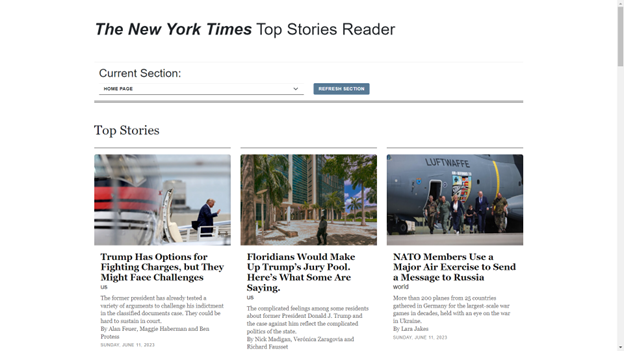 The New York Times Top Stories Reader
Current Section:
HOME PAGE
REFRESH SECTION
Top Stories
LUFTWAFFE
Trump Has Options for
Fighting Charges, but They
Might Face Challenges
us
The former president has already tested a
variety of arguments to challenge his indictment
in the classified documents case. They could be
hard to sustain in court.
By Alan Feuer, Maggie Haberman and Ben
Protess
SUNDAY, JUNE 11, 2023
Floridians Would Make
Up Trump's Jury Pool.
Here's What Some Are
Saying.
us
The complicated feelings among some residents
about former President Donald J. Trump and
the case against him reflect the complicated
politics of the state.
By Nick Madigan, Verónica Zaragovia and
Richard Fausset
NATO Members Use a
Major Air Exercise to Send
a Message to Russia
world
More than 200 planes from 25 countries
gathered in Germany for the largest-scale war
games in decades, held with an eye on the war
in Ukraine.
By Lara Jakes
SUNDAY, JUNE 11, 2023